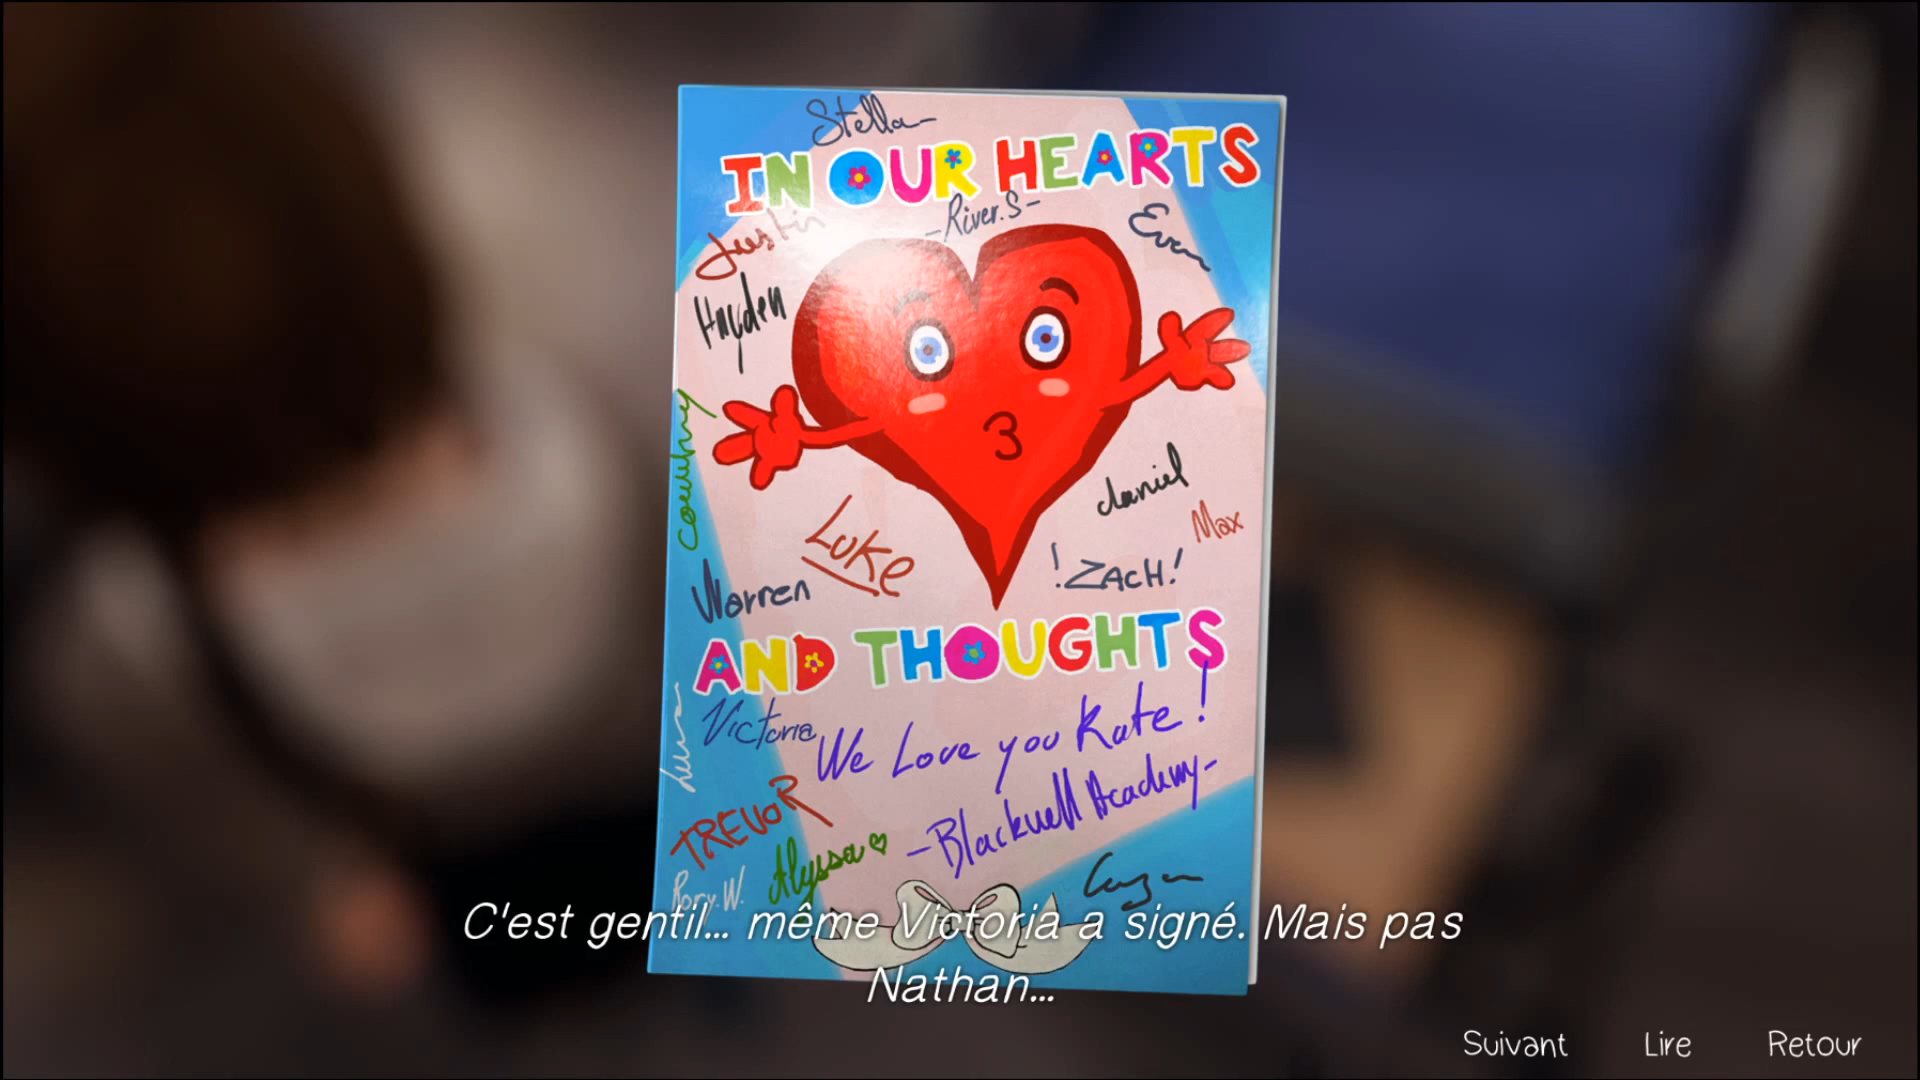 Stella
IN OUR HEARTS
-River.S-
Justin
Evan
Hayden
Courtney
daniel
Max
Luke
!ZACH!
Warren
AND THOUGHTS
Victoria
We Love you Kate!
TREVOR
-Blackwell Academy-
Alyssa
Rory.W.
C'est gentil... même Victoria a signé. Mais pas
Nathan...
Suivant Lire Retour